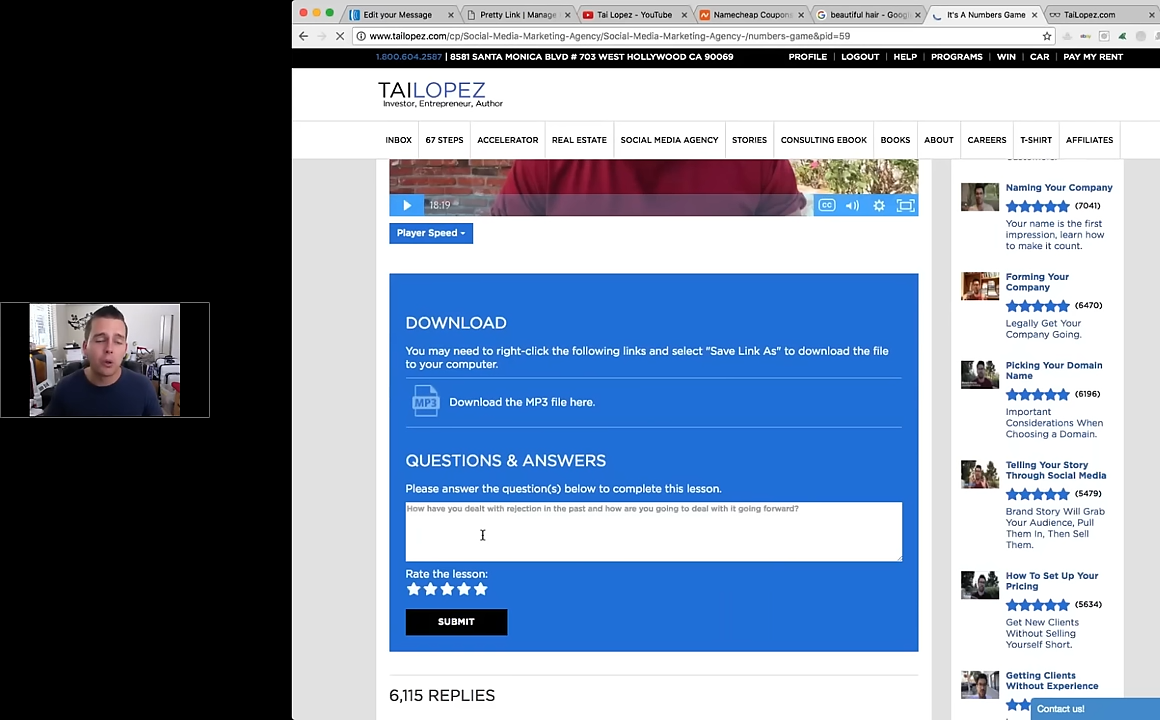 Edit your Message
Pretty Link | Manage
Tai Lopez - YouTube
Namecheap Coupons
beautiful hair - Goog
It's A Numbers Game
TaiLopez.com
www.tailopez.com/cp/Social-Media-Marketing-Agency/Social-Media-Marketing-Agency-/numbers-game&pid=59
1.800.604.2587 | 8581 SANTA MONICA BLVD # 703 WEST HOLLYWOOD CA 90069
PROFILE | LOGOUT | HELP | PROGRAMS | WIN | CAR | PAY MY RENT
TAILOPEZ
Investor, Entrepreneur, Author
INBOX
67 STEPS
ACCELERATOR
REAL ESTATE
SOCIAL MEDIA AGENCY
STORIES
CONSULTING EBOOK
BOOKS
ABOUT
CAREERS
T-SHIRT
AFFILIATES
18:19
CC
Player Speed
DOWNLOAD
You may need to right-click the following links and select "Save Link As" to download the file
to your computer.
MP3
Download the MP3 file here.
QUESTIONS & ANSWERS
Please answer the question(s) below to complete this lesson.
How have you dealt with rejection in the past and how are you going to deal with it going forward?
Rate the lesson:
SUBMIT
6,115 REPLIES
Naming Your Company
(7041)
Your name is the first
impression, learn how
to make it count.
Forming Your
Company
(6470)
Legally Get Your
Company Going.
Picking Your Domain
Name
(6196)
Important
Considerations When
Choosing a Domain.
Telling Your Story
Through Social Media
(5479)
Brand Story Will Grab
Your Audience, Pull
Them In, Then Sell
Them.
How To Set Up Your
Pricing
(5634)
Get New Clients
Without Selling
Yourself Short.
Getting Clients
Without Experience
Contact us!